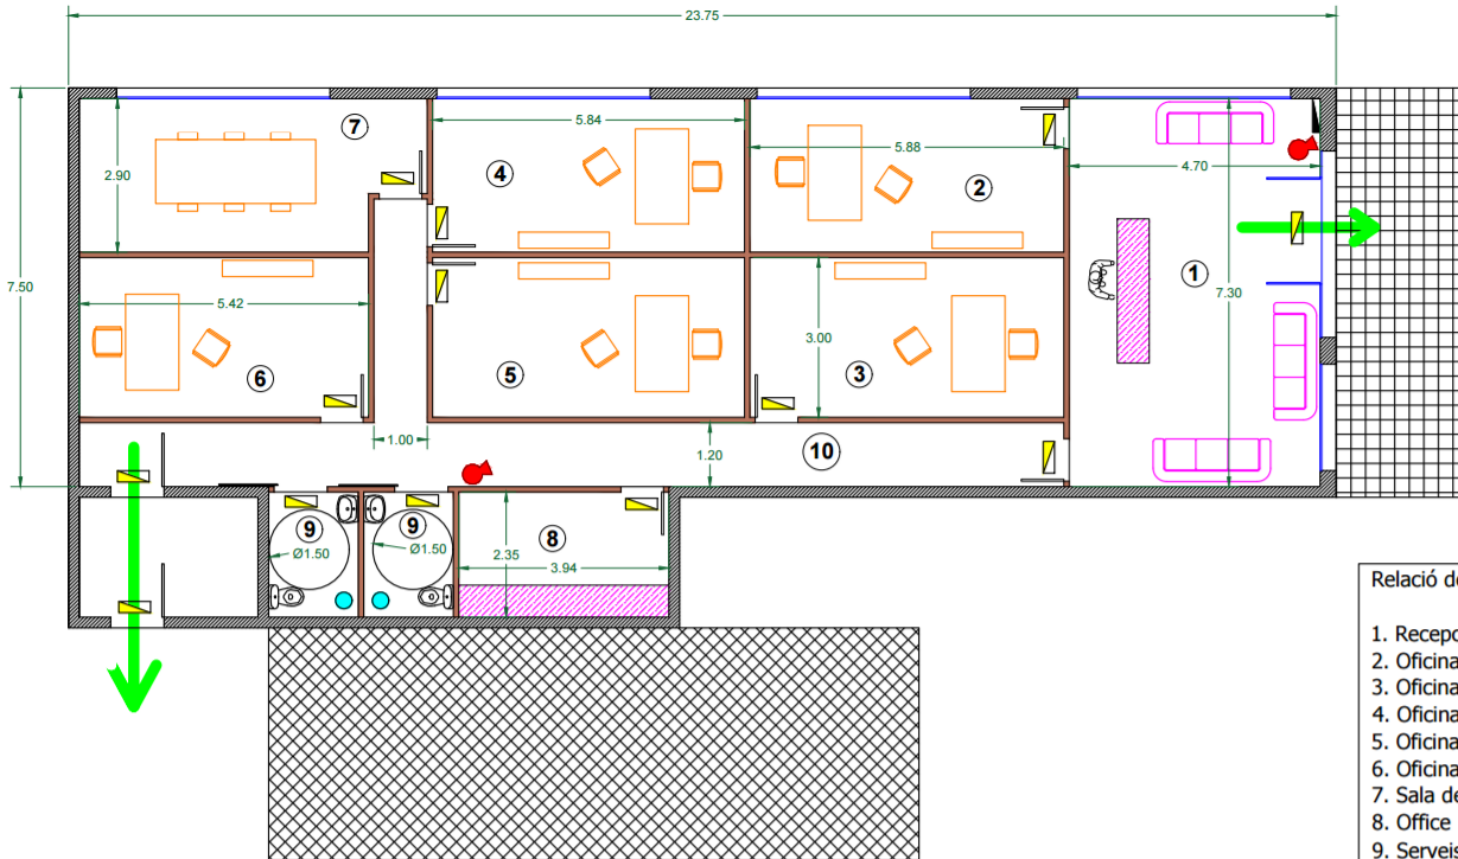 23.75
7
5.84
5.88
4
2
4.70
2.90
7.50
1
7.30
5.42
3.00
6
5
3
1.00
10
1.20
9
9
Ø1.50
Ø1.50
2.35
8
3.94
Relació de
1. Recepc
2. Oficina
3. Oficina
4. Oficina
5. Oficina
6. Oficina
7. Sala de
8. Office
9. Serveis